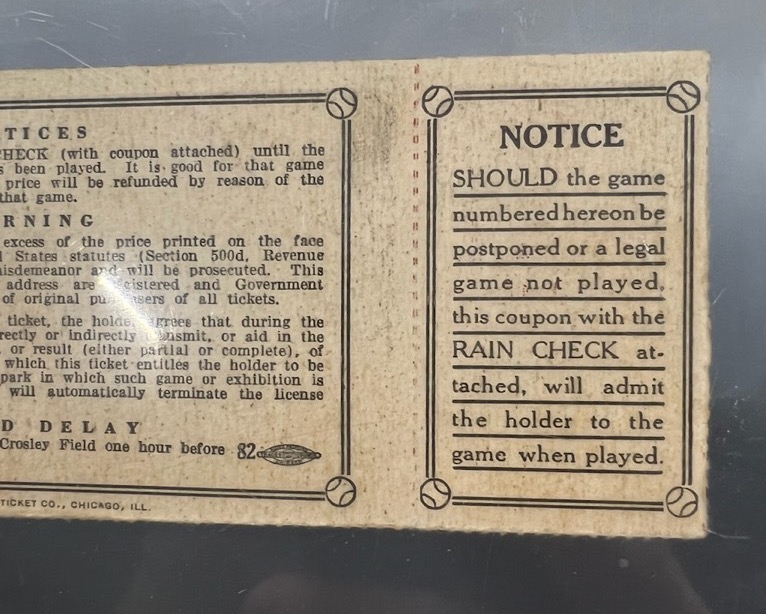 TICES
HECK (with coupon attached) until the
s been played. It is good for that game
price will be refunded by reason of the
that game.
RNING
excess of the price printed on the face
States statutes (Section 500d, Revenue
isdemeanor and will be prosecuted. This
address are registered and Government
of original purchasers of all tickets.
ticket, the holder agrees that during the
rectly or indirectly transmit, or aid in the
or result (either partial or complete), of
which this ticket entitles the holder to be
park in which such game or exhibition is
will automatically terminate the license
D DELAY
Crosley Field one hour before 82
TICKET CO., CHICAGO, ILL.
NOTICE
SHOULD the game
numbered hereon be
postponed or a legal
game not played,
this coupon with the
RAIN CHECK at-
tached, will admit
the holder to the
game when played.